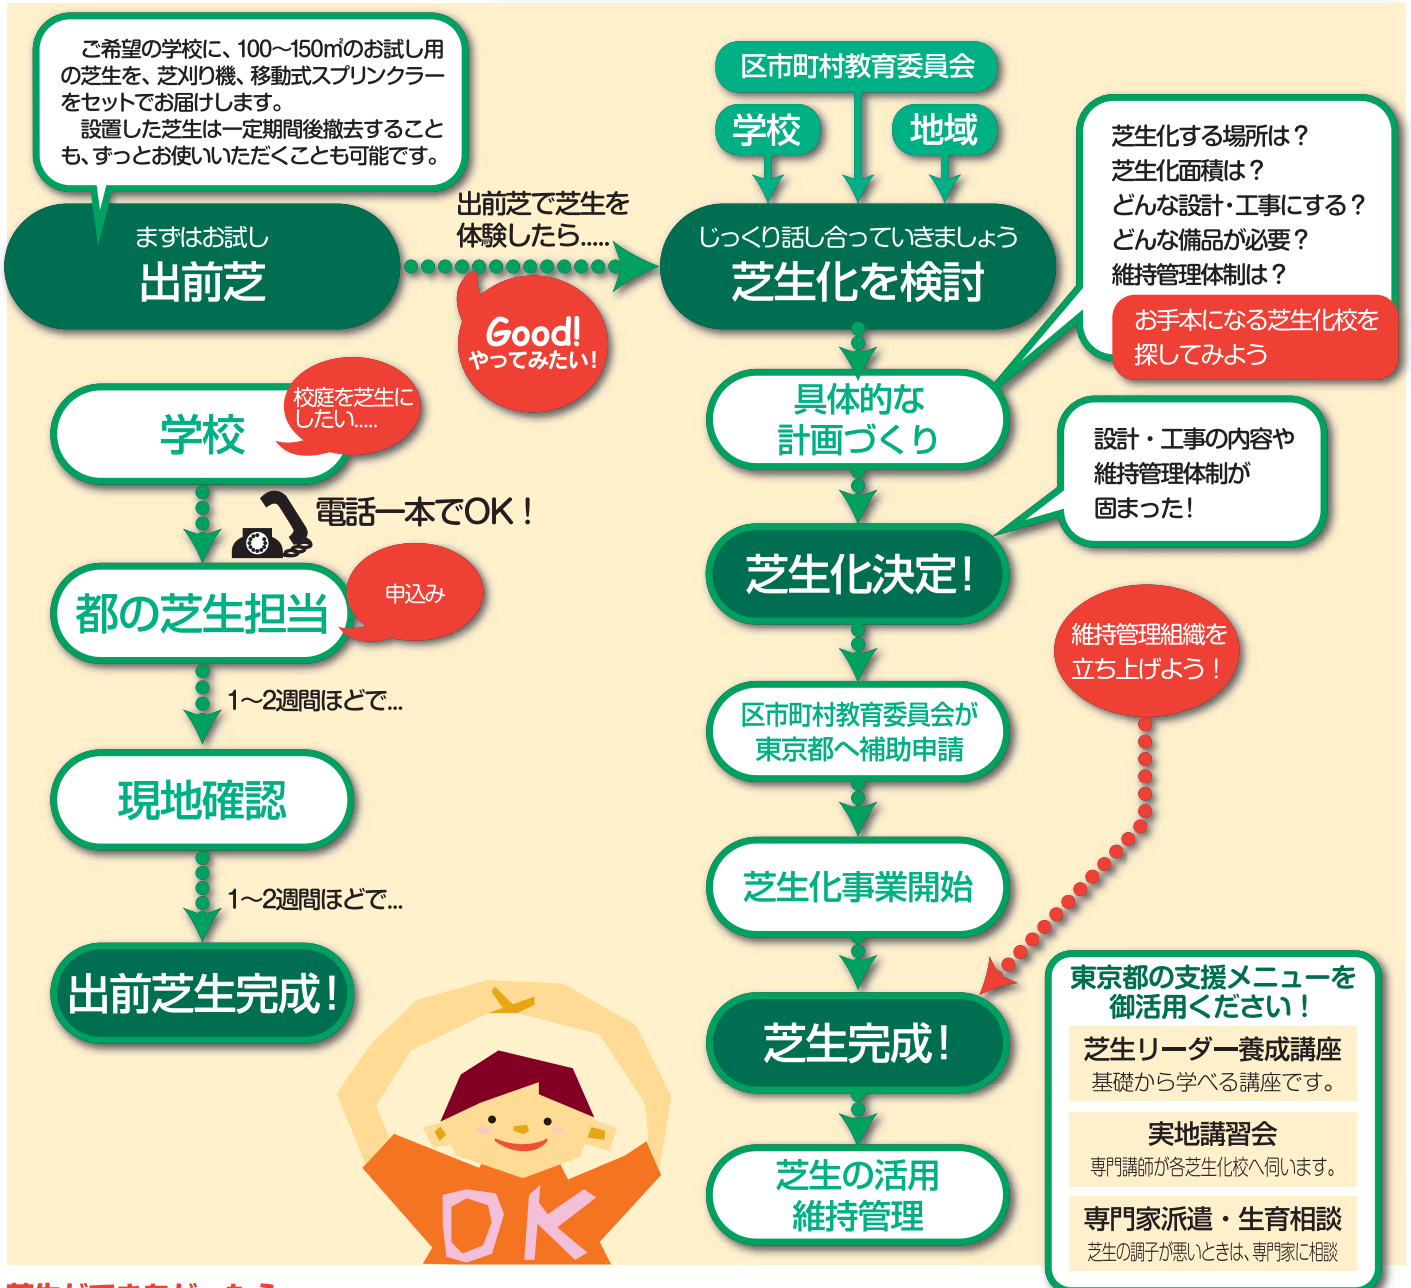 ご希望の学校に、100〜150㎡のお試し用
の芝生を、芝刈り機、移動式スプリンクラー
をセットでお届けします。
設置した芝生は一定期間後撤去すること
も、ずっとお使いいただくことも可能です。
まずはお試し
出前芝
出前芝で芝生を
体験したら.....
Good!
やってみたい!
学校
校庭を芝生に
したい.....
電話一本でOK！
都の芝生担当
申込み
1〜2週間ほどで...
現地確認
1〜2週間ほどで...
出前芝生完成!
区市町村教育委員会
学校
地域
じっくり話し合っていきましょう
芝生化を検討
芝生化する場所は？
芝生化面積は？
どんな設計・工事にする？
どんな備品が必要？
維持管理体制は？
お手本になる芝生化校を
探してみよう
具体的な
計画づくり
設計・工事の内容や
維持管理体制が
固まった!
芝生化決定!
維持管理組織を
立ち上げよう！
区市町村教育委員会が
東京都へ補助申請
芝生化事業開始
芝生完成!
芝生の活用
維持管理
東京都の支援メニューを
御活用ください！
芝生リーダー養成講座
基礎から学べる講座です。
実地講習会
専門講師が各芝生化校へ伺います。
専門家派遣・生育相談
芝生の調子が悪いときは、専門家に相談
OK